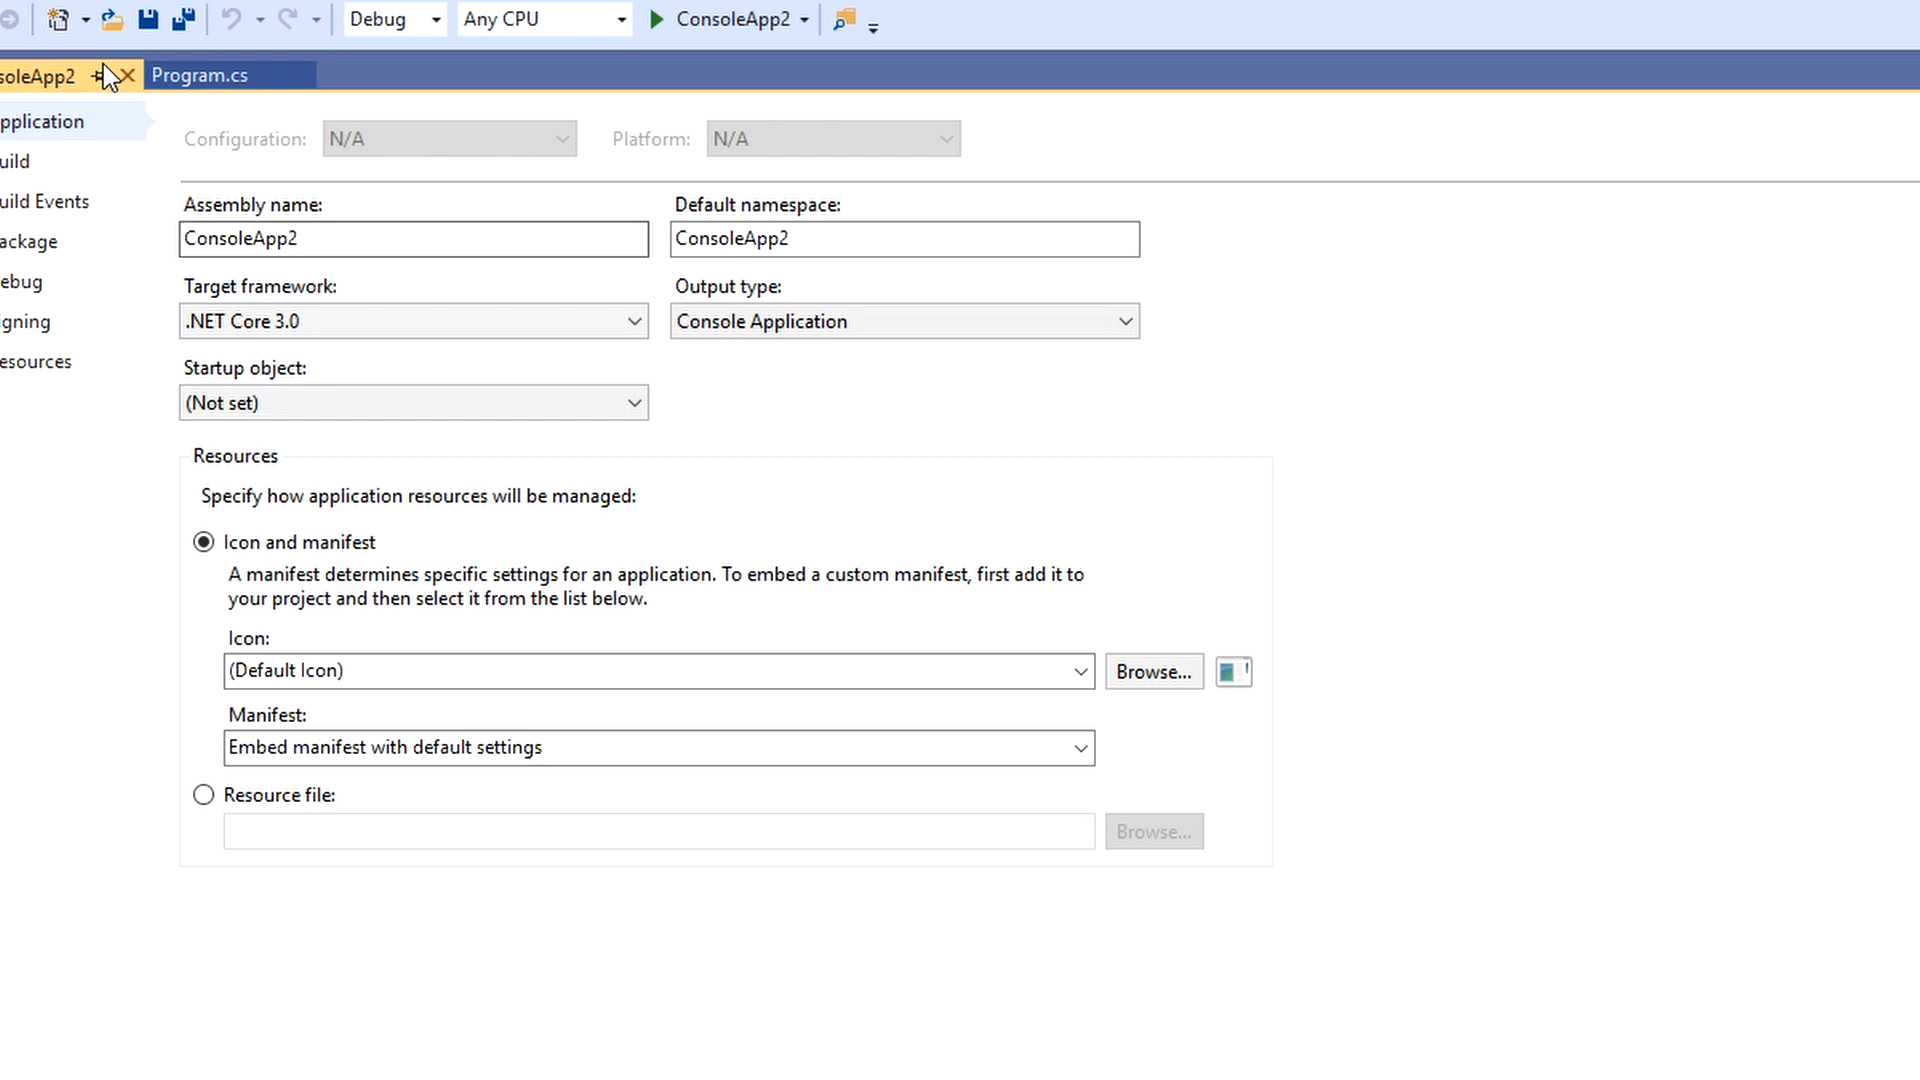 Debug Any CPU ConsoleApp2
soleApp2 Program.cs
pplication
uild
uild Events
ackage
ebug
igning
esources
Configuration: N/A Platform: N/A
Assembly name: Default namespace:
ConsoleApp2 ConsoleApp2
Target framework: Output type:
.NET Core 3.0 Console Application
Startup object:
(Not set)
Resources
Specify how application resources will be managed:
Icon and manifest
A manifest determines specific settings for an application. To embed a custom manifest, first add it to
your project and then select it from the list below.
Icon:
(Default Icon) Browse...
Manifest:
Embed manifest with default settings
Resource file:
Browse...